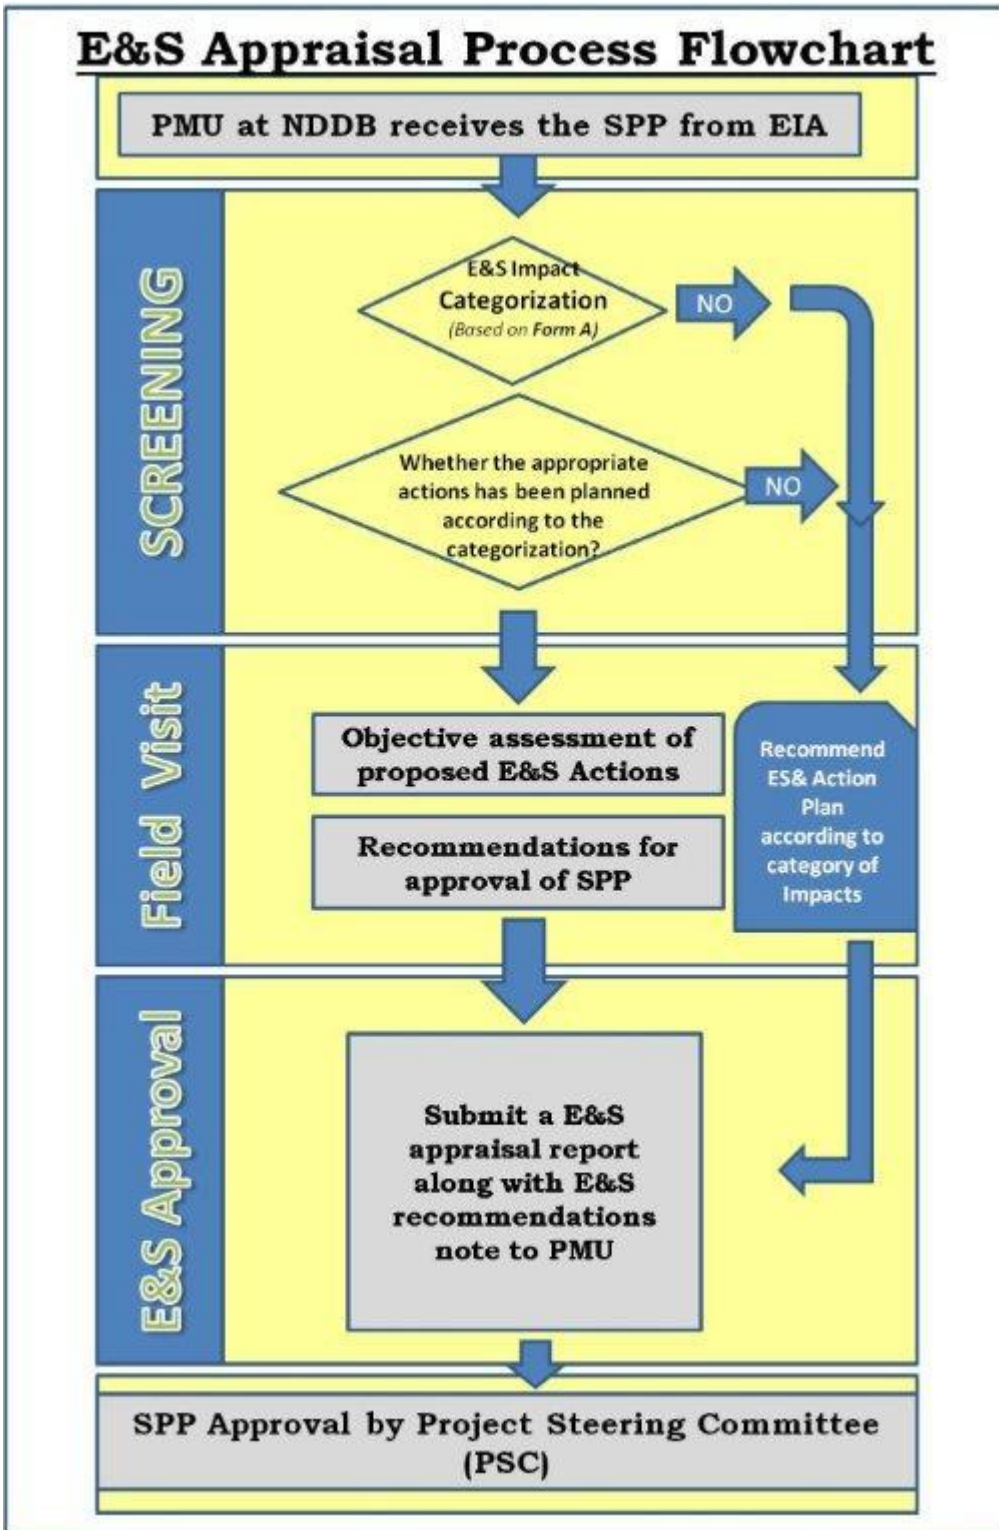 E&S Appraisal Process Flowchart
PMU at NDDB receives the SPP from EIA
SCREENING
E&S Impact
Categorization
(Based on Form A)
NO
Whether the appropriate
actions has been planned
according to the
categorization?
NO
Field Visit
Objective assessment of
proposed E&S Actions
Recommendations for
approval of SPP
Recommend
ES& Action
Plan
according to
category of
Impacts
E&S Approval
Submit a E&S
appraisal report
along with E&S
recommendations
note to PMU
SPP Approval by Project Steering Committee
(PSC)